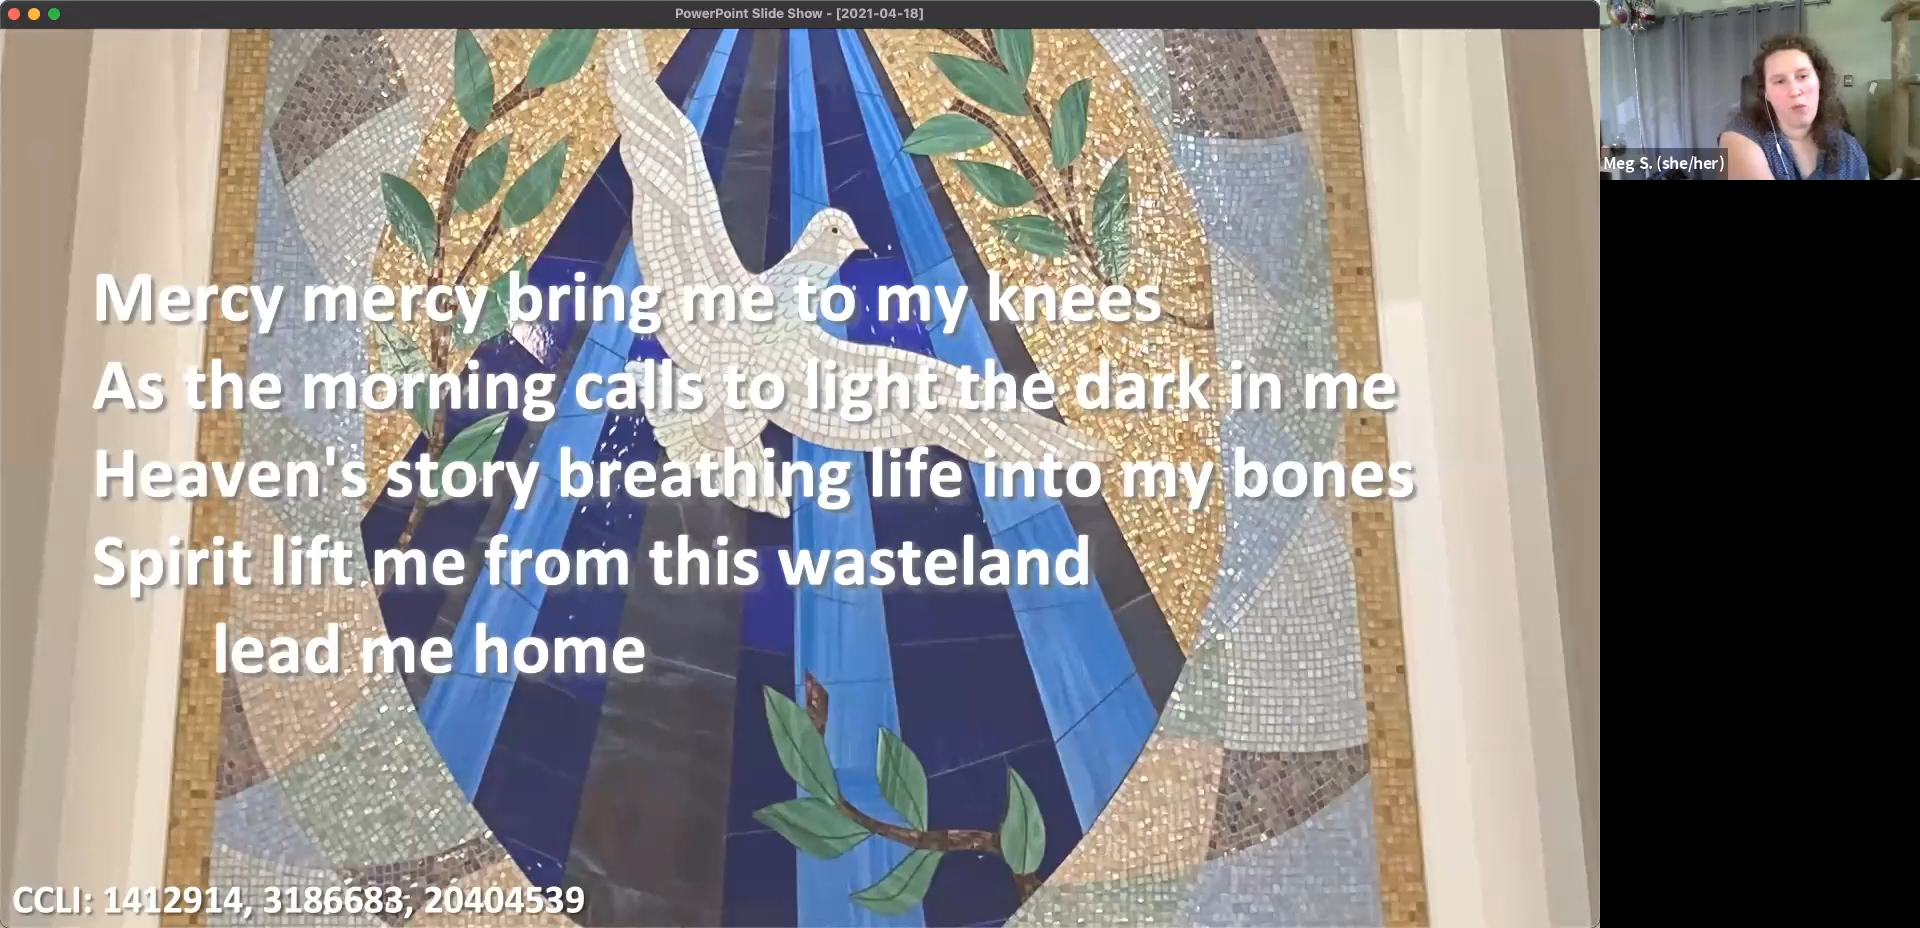 PowerPoint Slide Show - [2021-04-18]
Meg S. (she/her)
Mercy mercy bring me to my knees
As the morning calls to light the dark in me
Heaven's story breathing life into my bones
Spirit lift me from this wasteland
lead me home
CCLI: 1412914, 3186683, 20404539